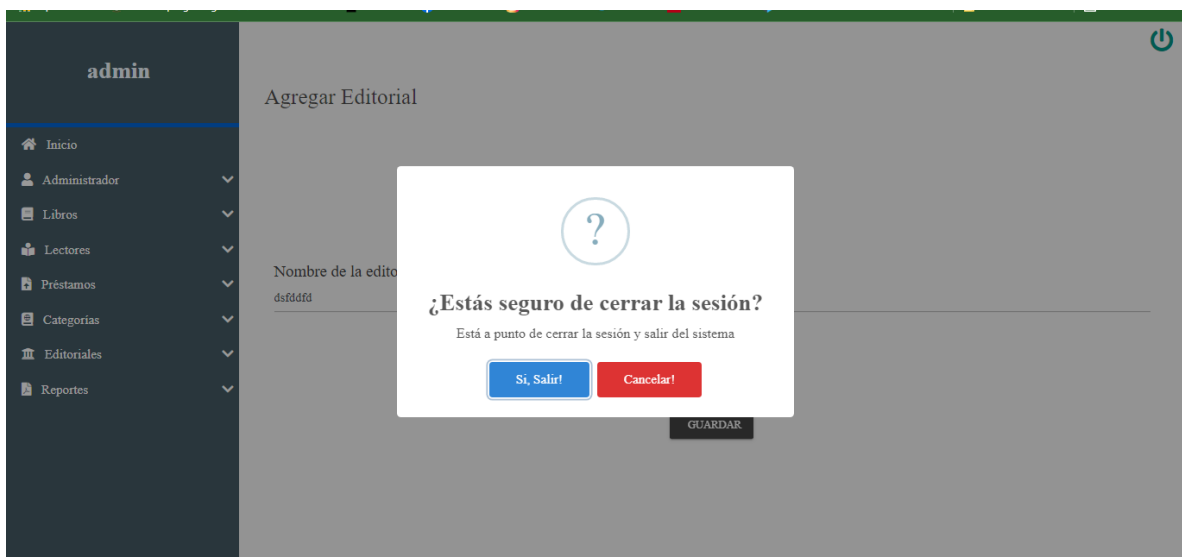 admin
Agregar Editorial
Inicio
Administrador
Libros
Lectores
Préstamos
Categorías
Editoriales
Reportes
Nombre de la edito
dsfddfd
?
¿Estás seguro de cerrar la sesión?
Está a punto de cerrar la sesión y salir del sistema
Si, Salir! Cancelar!
GUARDAR